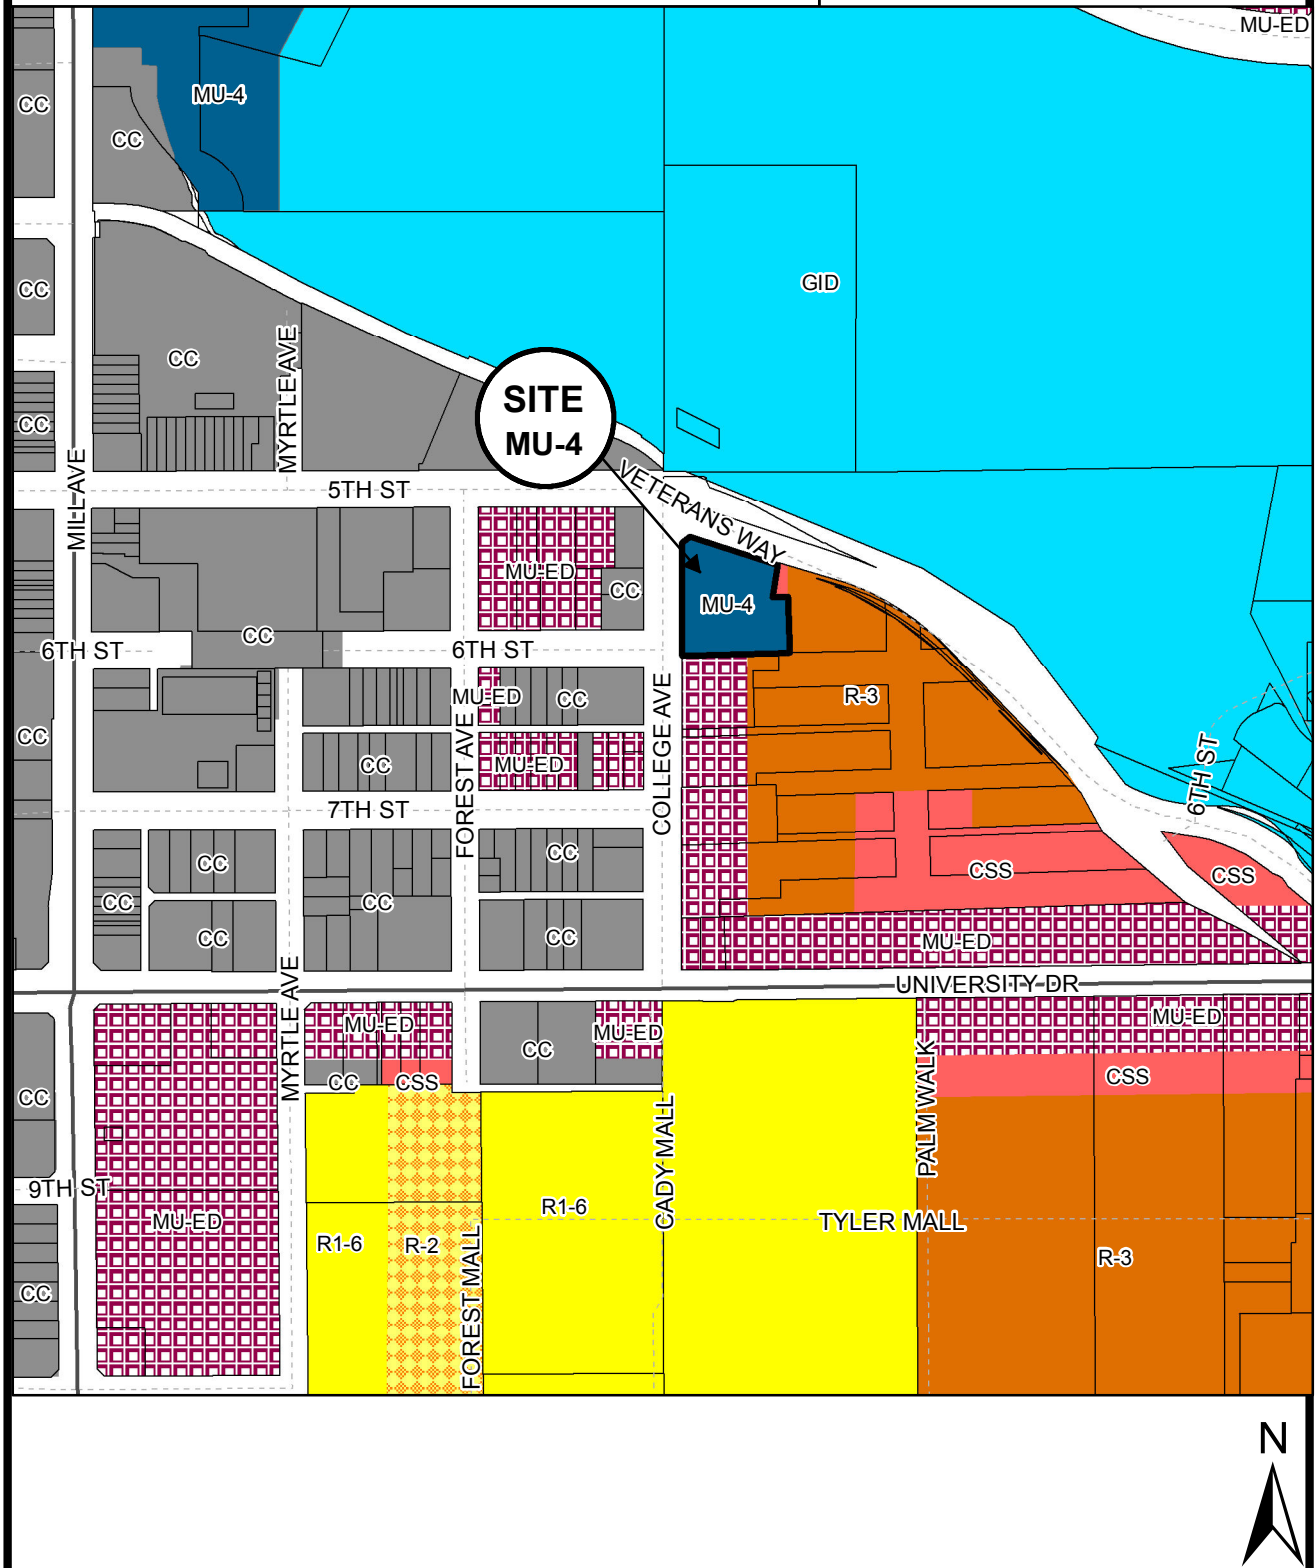 MU-ED
CC
MU-4
CC
CC
GID
CC
MYRTLE AVE
SITE
MU-4
CC
MILL AVE
5TH ST
VETERANS WAY
MU-ED
CC
MU-4
CC
6TH ST
6TH ST
MU-ED
CC
R-3
CC
FOREST AVE
COLLEGE AVE
CC
MU-ED
6TH ST
7TH ST
CC
CC
CC
CC
CC
CSS
CSS
CC
CC
MU-ED
UNIVERSITY DR
MYRTLE AVE
MU-ED
CC
MU-ED
MU-ED
CC
CSS
CSS
CC
PALM WALK
CADY MALL
9TH ST
MU-ED
R1-6
R-2
FOREST MALL
R1-6
TYLER MALL
R-3
CC
N